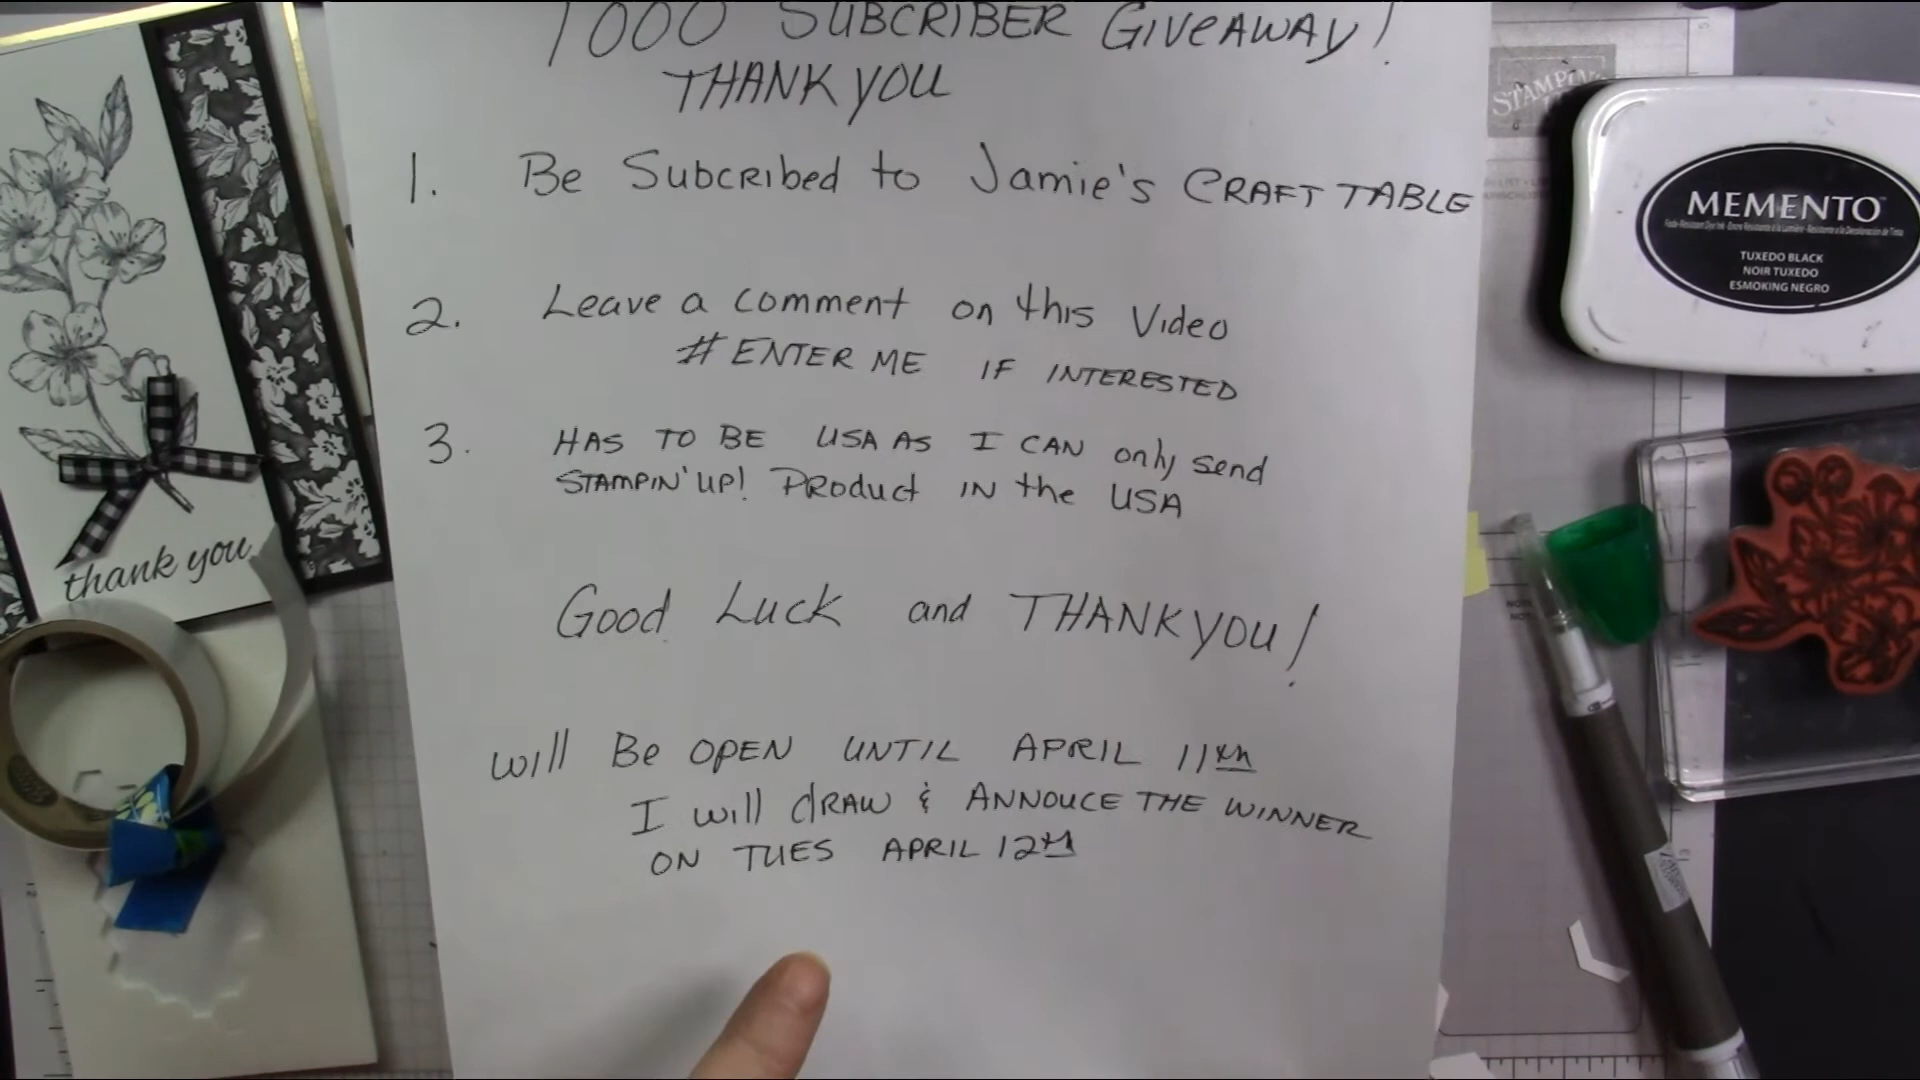 1000 SUBCRIBER GIVEAWAY!
THANK YOU
1. Be Subcribed to Jamie's CRAFT TABLE
2. Leave a comment on this Video
# ENTER ME IF INTERESTED
3. HAS TO BE USA AS I CAN only send
STAMPIN' UP! PRoduct IN the USA
Good Luck and THANK YOU!
will Be OPEN UNTIL APRIL 11th
I will dRAW & ANNOUCE THE WINNER
ON TUES APRIL 12th
thank you
STAMPIN'
MEMENTO
TUXEDO BLACK
NOIR TUXEDO
ESMOKING NEGRO